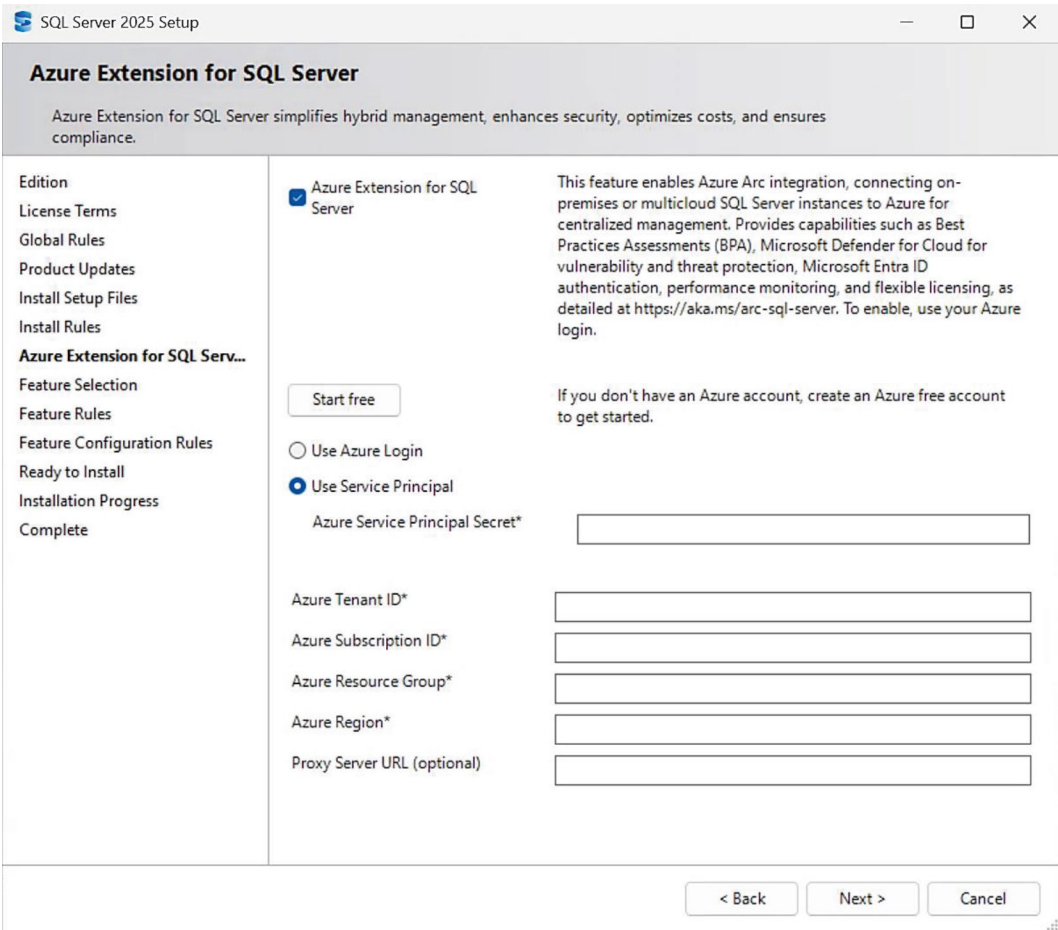 SQL Server 2025 Setup
Azure Extension for SQL Server
Azure Extension for SQL Server simplifies hybrid management, enhances security, optimizes costs, and ensures
compliance.
Edition
License Terms
Global Rules
Product Updates
Install Setup Files
Install Rules
Azure Extension for SQL Serv...
Feature Selection
Feature Rules
Feature Configuration Rules
Ready to Install
Installation Progress
Complete
Azure Extension for SQL
Server
This feature enables Azure Arc integration, connecting on-
premises or multicloud SQL Server instances to Azure for
centralized management. Provides capabilities such as Best
Practices Assessments (BPA), Microsoft Defender for Cloud for
vulnerability and threat protection, Microsoft Entra ID
authentication, performance monitoring, and flexible licensing, as
detailed at https://aka.ms/arc-sql-server. To enable, use your Azure
login.
Start free
If you don't have an Azure account, create an Azure free account
to get started.
Use Azure Login
Use Service Principal
Azure Service Principal Secret*
Azure Tenant ID*
Azure Subscription ID*
Azure Resource Group*
Azure Region*
Proxy Server URL (optional)
< Back
Next >
Cancel